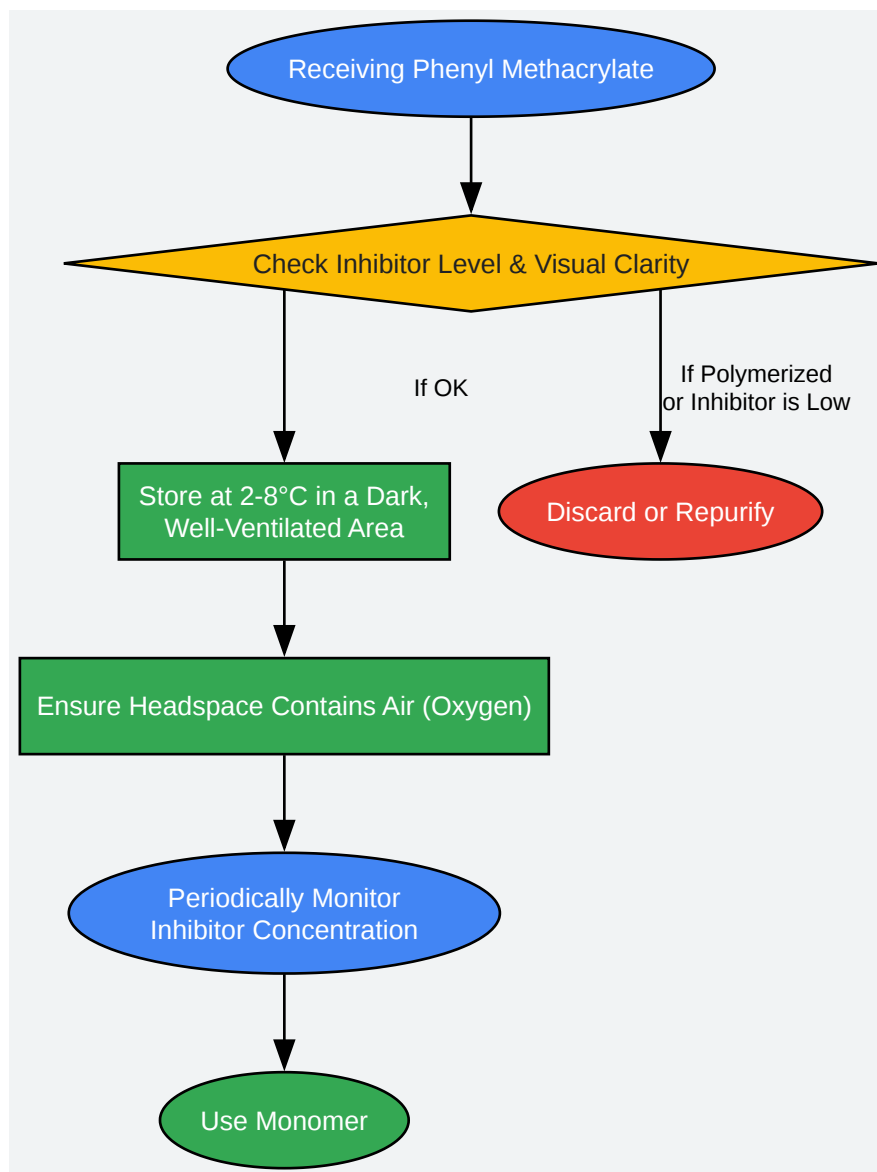 Receiving Phenyl Methacrylate
Check Inhibitor Level & Visual Clarity
If OK
If Polymerized
or Inhibitor is Low
Store at 2-8°C in a Dark,
Well-Ventilated Area
Discard or Repurify
Ensure Headspace Contains Air (Oxygen)
Periodically Monitor
Inhibitor Concentration
Use Monomer